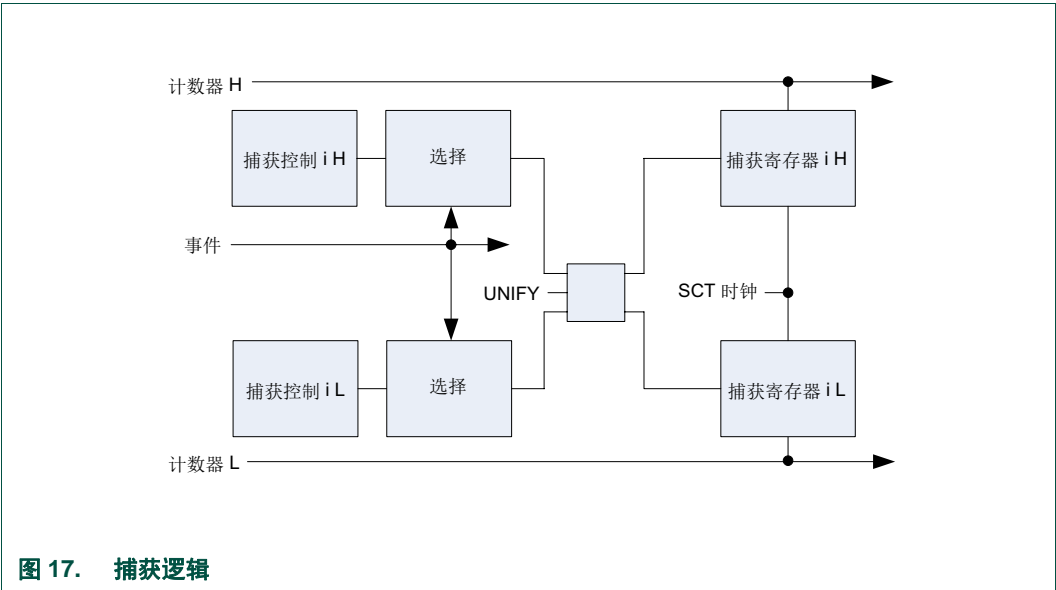 计数器 H
捕获控制 i H
选择
捕获寄存器 i H
事件
UNIFY
SCT 时钟
捕获控制 i L
选择
捕获寄存器 i L
计数器 L
图 17. 捕获逻辑